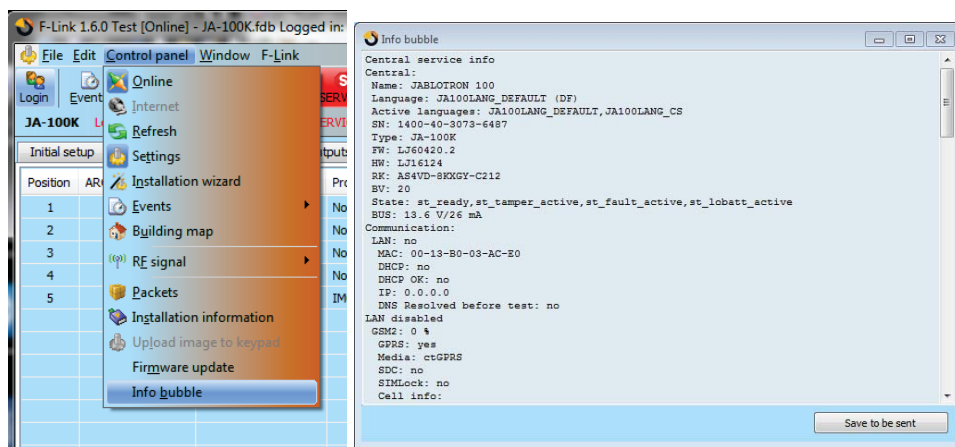 F-Link 1.6.0 Test [Online] - JA-100K.fdb Logged in:
File Edit Control panel Window F-Link
Login
Event
Online
Internet
Refresh
Settings
Installation wizard
Events
Building map
RF signal
Packets
Installation information
Upload image to keypad
Firmware update
Info bubble
S
SERV
JA-100K
ERVI
Initial setup
tputs
Position AR Pro
1 No
2 No
3 No
4 No
5 IM
Info bubble
Central service info
Central:
Name: JABLOTRON 100
Language: JA100LANG_DEFAULT (DF)
Active languages: JA100LANG_DEFAULT,JA100LANG_CS
SN: 1400-40-3073-6487
Type: JA-100K
FW: LJ60420.2
HW: LJ16124
RK: AS4VD-8KXGY-C212
BV: 20
State: st_ready,st_tamper_active,st_fault_active,st_lobatt_active
BUS: 13.6 V/26 mA
Communication:
LAN: no
MAC: 00-13-B0-03-AC-E0
DHCP: no
DHCP OK: no
IP: 0.0.0.0
DNS Resolved before test: no
LAN disabled
GSM2: 0 %
GPRS: yes
Media: ctGPRS
SDC: no
SIMLock: no
Cell info:
Save to be sent